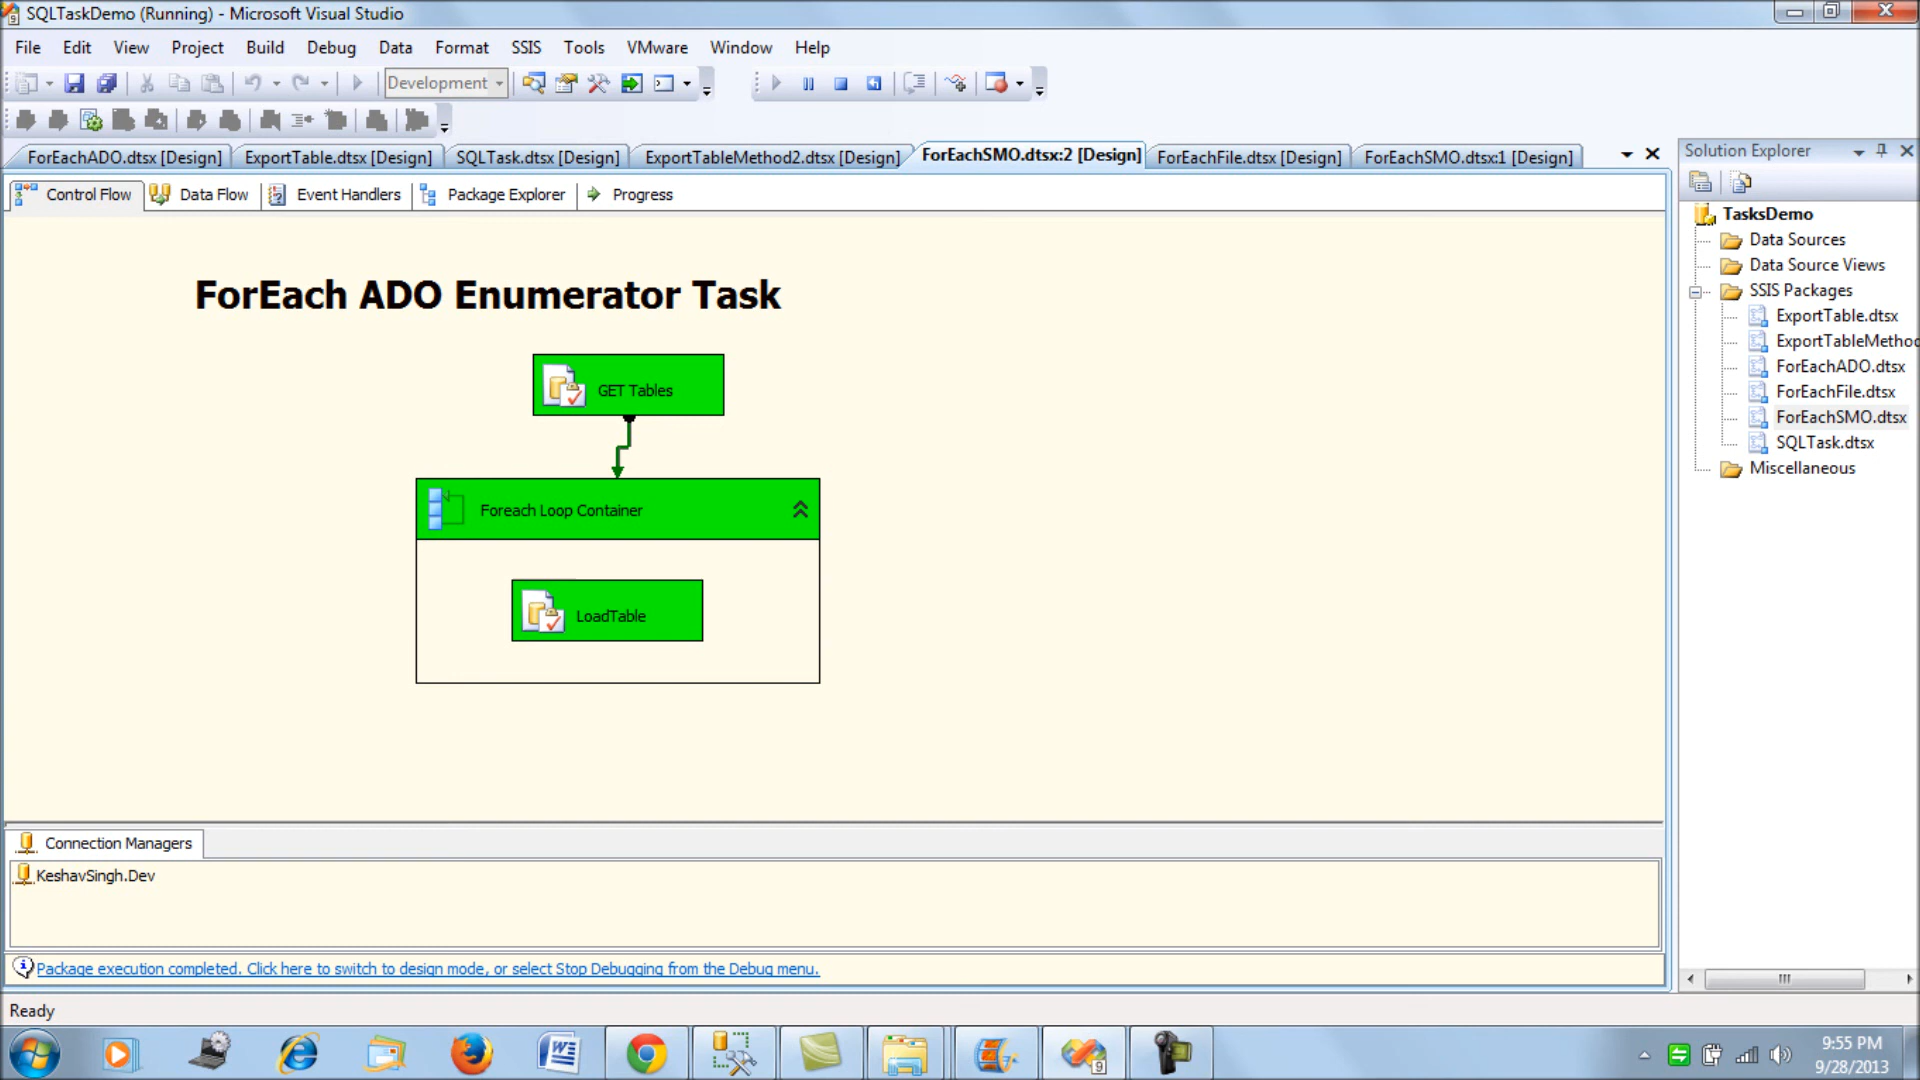 SQLTaskDemo (Running) - Microsoft Visual Studio
File Edit View Project Build Debug Data Format SSIS Tools VMware Window Help
Development
ForEachADO.dtsx [Design] ExportTable.dtsx [Design] SQLTask.dtsx [Design] ExportTableMethod2.dtsx [Design] ForEachSMO.dtsx:2 [Design] ForEachFile.dtsx [Design] ForEachSMO.dtsx:1 [Design]
Control Flow Data Flow Event Handlers Package Explorer Progress
ForEach ADO Enumerator Task
GET Tables
Foreach Loop Container
LoadTable
Connection Managers
KeshavSingh.Dev
Package execution completed. Click here to switch to design mode, or select Stop Debugging from the Debug menu.
Ready
Solution Explorer
TasksDemo
Data Sources
Data Source Views
SSIS Packages
ExportTable.dtsx
ExportTableMethod
ForEachADO.dtsx
ForEachFile.dtsx
ForEachSMO.dtsx
SQLTask.dtsx
Miscellaneous
9:55 PM
9/28/2013